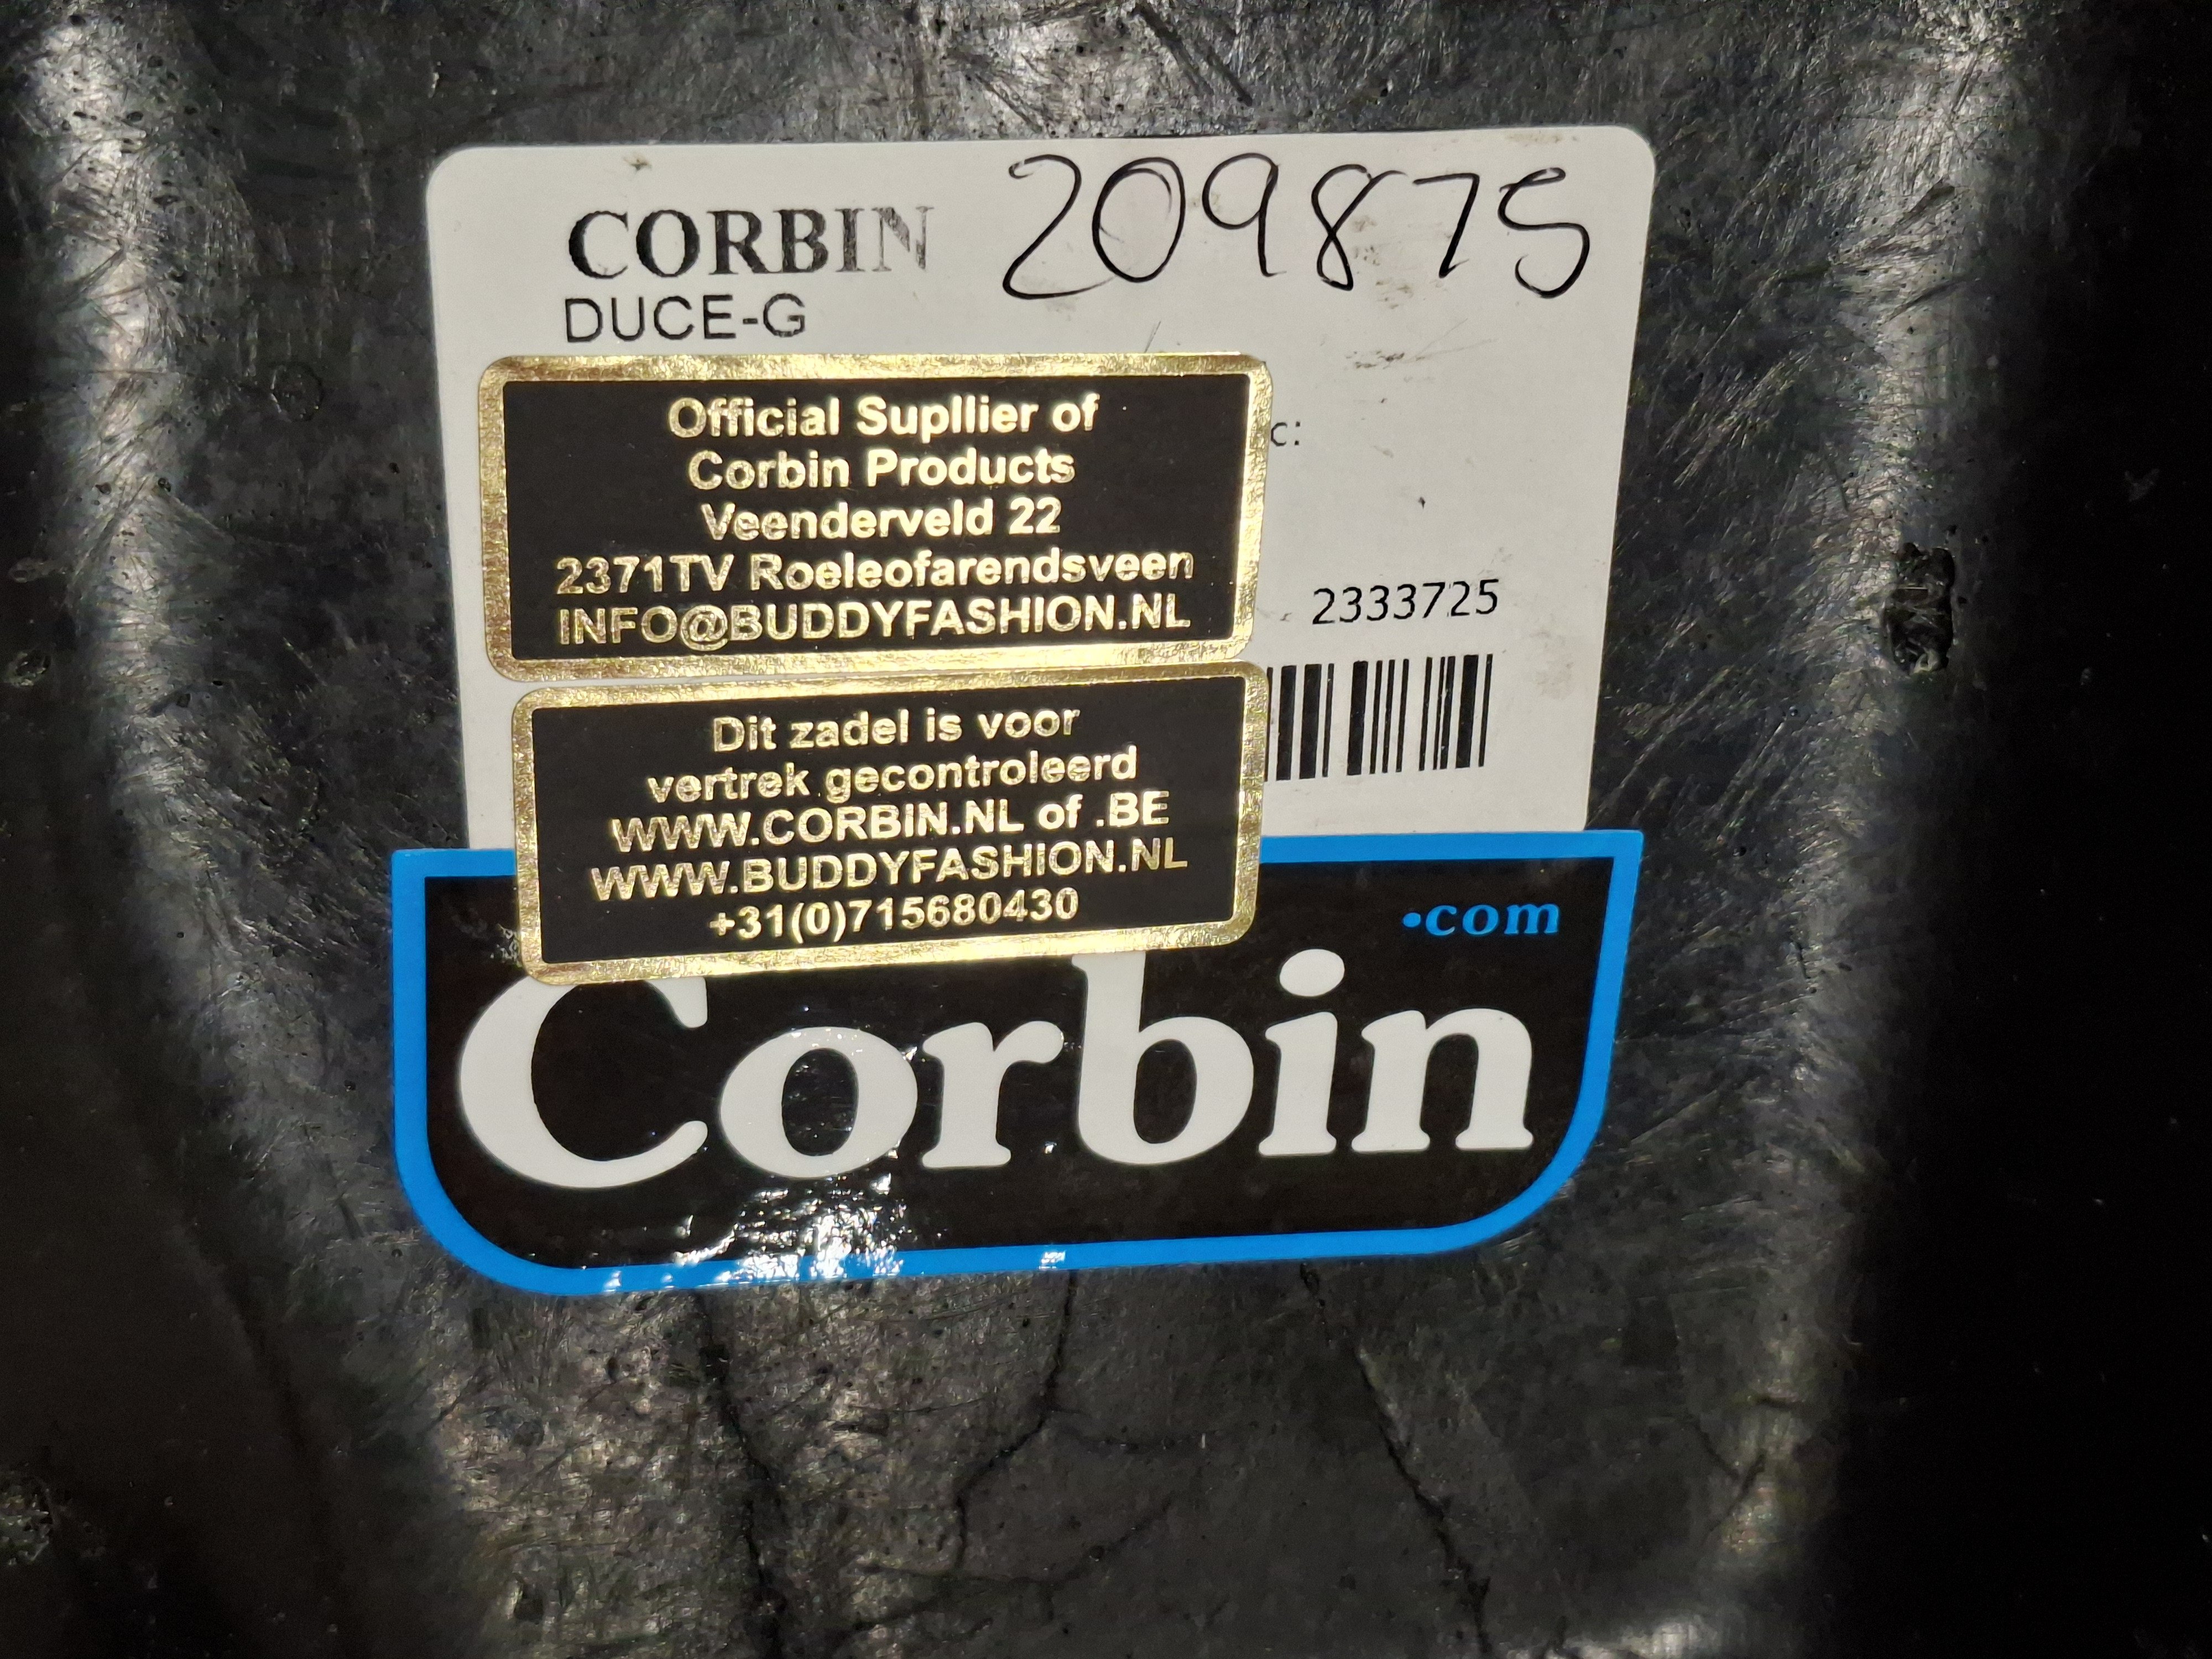 CORBIN 209875
DUCE-G
Official Supllier of
Corbin Products
Veenderveld 22
2371TV Roeleofarendsveen
INFO@BUDDYFASHION.NL
c:
2333725
Dit zadel is voor
vertrek gecontroleerd
WWW.CORBIN.NL of .BE
WWW.BUDDYFASHION.NL
+31(0)715680430
.com
Corbin